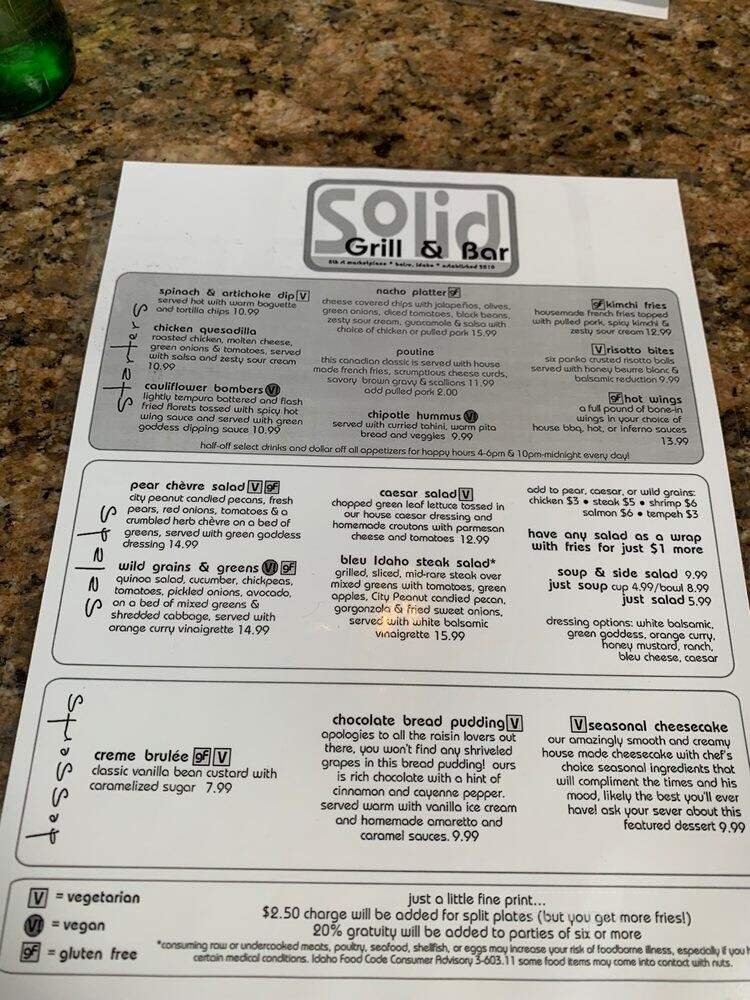 Solid
Grill & Bar
8th st marketplace * boise, idaho * established 2010
starters
spinach & artichoke dip V
served hot with warm baguette
and tortilla chips 10.99
chicken quesadilla
roasted chicken, molten cheese,
green onions & tomatoes, served
with salsa and zesty sour cream
10.99
cauliflower bombers VI
lightly tempura battered and flash
fried florets tossed with spicy hot
wing sauce and served with green
goddess dipping sauce 10.99
nacho platter gf
cheese covered chips with jalapeños, olives,
green onions, diced tomatoes, black beans,
zesty sour cream, guacamole & salsa with
choice of chicken or pulled pork 15.99
poutine
this canadian classic is served with house
made french fries, scrumptious cheese curds,
savory brown gravy & scallions 11.99
add pulled pork 2.00
chipotle hummus VI
served with curried tahini, warm pita
bread and veggies 9.99
gf kimchi fries
housemade french fries topped
with pulled pork, spicy kimchi &
zesty sour cream 12.99
V risotto bites
six panko crusted risotto balls
served with honey beurre blanc &
balsamic reduction 9.99
gf hot wings
a full pound of bone-in
wings in your choice of
house bbq, hot, or inferno sauces
13.99
half-off select drinks and dollar off all appetizers for happy hours 4-6pm & 10pm-midnight every day!
salads
pear chèvre salad V gf
city peanut candied pecans, fresh
pears, red onions, tomatoes & a
crumbled herb chèvre on a bed of
greens, served with green goddess
dressing 14.99
wild grains & greens VI gf
quinoa salad, cucumber, chickpeas,
tomatoes, pickled onions, avocado,
on a bed of mixed greens &
shredded cabbage, served with
orange curry vinaigrette 14.99
caesar salad V
chopped green leaf lettuce tossed in
our house caesar dressing and
homemade croutons with parmesan
cheese and tomatoes 12.99
bleu Idaho steak salad*
grilled, sliced, mid-rare steak over
mixed greens with tomatoes, green
apples, City Peanut candied pecan,
gorgonzola & fried sweet onions,
served with white balsamic
vinaigrette 15.99
add to pear, caesar, or wild grains:
chicken $3 • steak $5 • shrimp $6
salmon $6 • tempeh $3
have any salad as a wrap
with fries for just $1 more
soup & side salad 9.99
just soup cup 4.99/bowl 8.99
just salad 5.99
dressing options: white balsamic,
green goddess, orange curry,
honey mustard, ranch,
bleu cheese, caesar
desserts
creme brulée gf V
classic vanilla bean custard with
caramelized sugar 7.99
chocolate bread pudding V
apologies to all the raisin lovers out
there, you won't find any shriveled
grapes in this bread pudding! ours
is rich chocolate with a hint of
cinnamon and cayenne pepper.
served warm with vanilla ice cream
and homemade amaretto and
caramel sauces. 9.99
V seasonal cheesecake
our amazingly smooth and creamy
house made cheesecake with chef's
choice seasonal ingredients that
will compliment the times and his
mood, likely the best you'll ever
have! ask your sever about this
featured dessert 9.99
V = vegetarian
VI = vegan
gf = gluten free
just a little fine print...
$2.50 charge will be added for split plates (but you get more fries!)
20% gratuity will be added to parties of six or more
*consuming raw or undercooked meats, poultry, seafood, shellfish, or eggs may increase your risk of foodborne illness, especially if you
certain medical conditions. Idaho Food Code Consumer Advisory 3-603.11 some food items may come into contact with nuts.